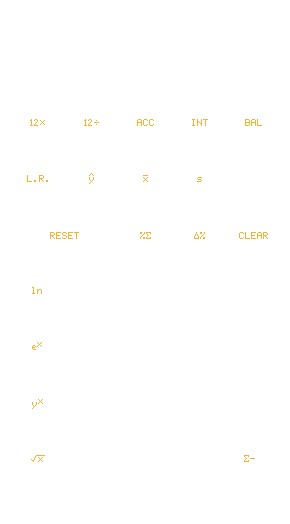 12× 12÷ ACC INT BAL
L.R. ŷ x̄ s
RESET %Σ Δ% CLEAR
ln
eˣ
yˣ
√x
Σ-